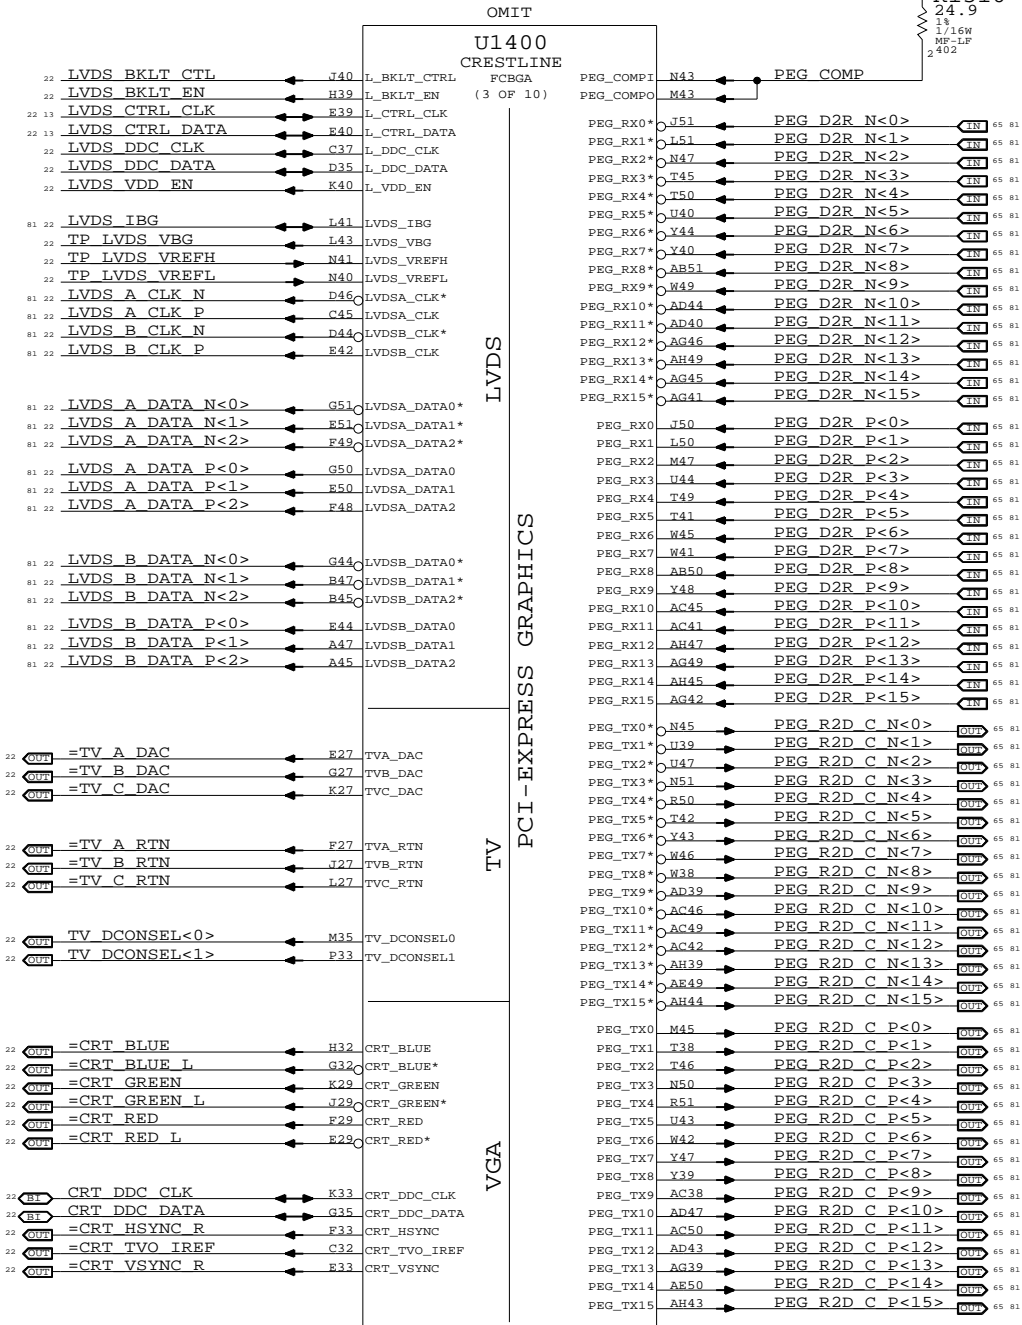 OMIT
R1510
24.9
1%
1/16W
MF-LF
402
2
U1400
CRESTLINE
FCBGA
(3 OF 10)
22 LVDS_BKLT_CTL J40 L_BKLT_CTRL
22 LVDS_BKLT_EN H39 L_BKLT_EN
22 13 LVDS_CTRL_CLK E39 L_CTRL_CLK
22 13 LVDS_CTRL_DATA E40 L_CTRL_DATA
22 LVDS_DDC_CLK C37 L_DDC_CLK
22 LVDS_DDC_DATA D35 L_DDC_DATA
22 LVDS_VDD_EN K40 L_VDD_EN
81 22 LVDS_IBG L41 LVDS_IBG
22 TP_LVDS_VBG L43 LVDS_VBG
22 TP_LVDS_VREFH N41 LVDS_VREFH
22 TP_LVDS_VREFL N40 LVDS_VREFL
81 22 LVDS_A_CLK_N D46 LVDSA_CLK*
81 22 LVDS_A_CLK_P C45 LVDSA_CLK
81 22 LVDS_B_CLK_N D44 LVDSB_CLK*
81 22 LVDS_B_CLK_P E42 LVDSB_CLK
81 22 LVDS_A_DATA_N<0> G51 LVDSA_DATA0*
81 22 LVDS_A_DATA_N<1> E51 LVDSA_DATA1*
81 22 LVDS_A_DATA_N<2> F49 LVDSA_DATA2*
81 22 LVDS_A_DATA_P<0> G50 LVDSA_DATA0
81 22 LVDS_A_DATA_P<1> E50 LVDSA_DATA1
81 22 LVDS_A_DATA_P<2> F48 LVDSA_DATA2
81 22 LVDS_B_DATA_N<0> G44 LVDSB_DATA0*
81 22 LVDS_B_DATA_N<1> B47 LVDSB_DATA1*
81 22 LVDS_B_DATA_N<2> B45 LVDSB_DATA2*
81 22 LVDS_B_DATA_P<0> E44 LVDSB_DATA0
81 22 LVDS_B_DATA_P<1> A47 LVDSB_DATA1
81 22 LVDS_B_DATA_P<2> A45 LVDSB_DATA2
22 OUT =TV_A_DAC E27 TVA_DAC
22 OUT =TV_B_DAC G27 TVB_DAC
22 OUT =TV_C_DAC K27 TVC_DAC
22 OUT =TV_A_RTN F27 TVA_RTN
22 OUT =TV_B_RTN J27 TVB_RTN
22 OUT =TV_C_RTN L27 TVC_RTN
22 OUT TV_DCONSEL<0> M35 TV_DCONSEL0
22 OUT TV_DCONSEL<1> P33 TV_DCONSEL1
22 OUT =CRT_BLUE H32 CRT_BLUE
22 OUT =CRT_BLUE_L G32 CRT_BLUE*
22 OUT =CRT_GREEN K29 CRT_GREEN
22 OUT =CRT_GREEN_L J29 CRT_GREEN*
22 OUT =CRT_RED F29 CRT_RED
22 OUT =CRT_RED_L E29 CRT_RED*
22 BI CRT_DDC_CLK K33 CRT_DDC_CLK
22 BI CRT_DDC_DATA G35 CRT_DDC_DATA
22 OUT =CRT_HSYNC_R F33 CRT_HSYNC
22 OUT =CRT_TVO_IREF C32 CRT_TVO_IREF
22 OUT =CRT_VSYNC_R E33 CRT_VSYNC
LVDS
TV
VGA
PCI-EXPRESS GRAPHICS
PEG_COMPI N43 PEG_COMP
PEG_COMPO M43
PEG_RX0* J51 PEG_D2R_N<0> IN 65 81
PEG_RX1* L51 PEG_D2R_N<1> IN 65 81
PEG_RX2* N47 PEG_D2R_N<2> IN 65 81
PEG_RX3* T45 PEG_D2R_N<3> IN 65 81
PEG_RX4* T50 PEG_D2R_N<4> IN 65 81
PEG_RX5* U40 PEG_D2R_N<5> IN 65 81
PEG_RX6* Y44 PEG_D2R_N<6> IN 65 81
PEG_RX7* Y40 PEG_D2R_N<7> IN 65 81
PEG_RX8* AB51 PEG_D2R_N<8> IN 65 81
PEG_RX9* W49 PEG_D2R_N<9> IN 65 81
PEG_RX10* AD44 PEG_D2R_N<10> IN 65 81
PEG_RX11* AD40 PEG_D2R_N<11> IN 65 81
PEG_RX12* AG46 PEG_D2R_N<12> IN 65 81
PEG_RX13* AH49 PEG_D2R_N<13> IN 65 81
PEG_RX14* AG45 PEG_D2R_N<14> IN 65 81
PEG_RX15* AG41 PEG_D2R_N<15> IN 65 81
PEG_RX0 J50 PEG_D2R_P<0> IN 65 81
PEG_RX1 L50 PEG_D2R_P<1> IN 65 81
PEG_RX2 M47 PEG_D2R_P<2> IN 65 81
PEG_RX3 U44 PEG_D2R_P<3> IN 65 81
PEG_RX4 T49 PEG_D2R_P<4> IN 65 81
PEG_RX5 T41 PEG_D2R_P<5> IN 65 81
PEG_RX6 W45 PEG_D2R_P<6> IN 65 81
PEG_RX7 W41 PEG_D2R_P<7> IN 65 81
PEG_RX8 AB50 PEG_D2R_P<8> IN 65 81
PEG_RX9 Y48 PEG_D2R_P<9> IN 65 81
PEG_RX10 AC45 PEG_D2R_P<10> IN 65 81
PEG_RX11 AC41 PEG_D2R_P<11> IN 65 81
PEG_RX12 AH47 PEG_D2R_P<12> IN 65 81
PEG_RX13 AG49 PEG_D2R_P<13> IN 65 81
PEG_RX14 AH45 PEG_D2R_P<14> IN 65 81
PEG_RX15 AG42 PEG_D2R_P<15> IN 65 81
PEG_TX0* N45 PEG_R2D_C_N<0> OUT 65 81
PEG_TX1* U39 PEG_R2D_C_N<1> OUT 65 81
PEG_TX2* U47 PEG_R2D_C_N<2> OUT 65 81
PEG_TX3* N51 PEG_R2D_C_N<3> OUT 65 81
PEG_TX4* R50 PEG_R2D_C_N<4> OUT 65 81
PEG_TX5* T42 PEG_R2D_C_N<5> OUT 65 81
PEG_TX6* Y43 PEG_R2D_C_N<6> OUT 65 81
PEG_TX7* W46 PEG_R2D_C_N<7> OUT 65 81
PEG_TX8* W38 PEG_R2D_C_N<8> OUT 65 81
PEG_TX9* AD39 PEG_R2D_C_N<9> OUT 65 81
PEG_TX10* AC46 PEG_R2D_C_N<10> OUT 65 81
PEG_TX11* AC49 PEG_R2D_C_N<11> OUT 65 81
PEG_TX12* AC42 PEG_R2D_C_N<12> OUT 65 81
PEG_TX13* AH39 PEG_R2D_C_N<13> OUT 65 81
PEG_TX14* AE49 PEG_R2D_C_N<14> OUT 65 81
PEG_TX15* AH44 PEG_R2D_C_N<15> OUT 65 81
PEG_TX0 M45 PEG_R2D_C_P<0> OUT 65 81
PEG_TX1 T38 PEG_R2D_C_P<1> OUT 65 81
PEG_TX2 T46 PEG_R2D_C_P<2> OUT 65 81
PEG_TX3 N50 PEG_R2D_C_P<3> OUT 65 81
PEG_TX4 R51 PEG_R2D_C_P<4> OUT 65 81
PEG_TX5 U43 PEG_R2D_C_P<5> OUT 65 81
PEG_TX6 W42 PEG_R2D_C_P<6> OUT 65 81
PEG_TX7 Y47 PEG_R2D_C_P<7> OUT 65 81
PEG_TX8 Y39 PEG_R2D_C_P<8> OUT 65 81
PEG_TX9 AC38 PEG_R2D_C_P<9> OUT 65 81
PEG_TX10 AD47 PEG_R2D_C_P<10> OUT 65 81
PEG_TX11 AC50 PEG_R2D_C_P<11> OUT 65 81
PEG_TX12 AD43 PEG_R2D_C_P<12> OUT 65 81
PEG_TX13 AG39 PEG_R2D_C_P<13> OUT 65 81
PEG_TX14 AE50 PEG_R2D_C_P<14> OUT 65 81
PEG_TX15 AH43 PEG_R2D_C_P<15> OUT 65 81